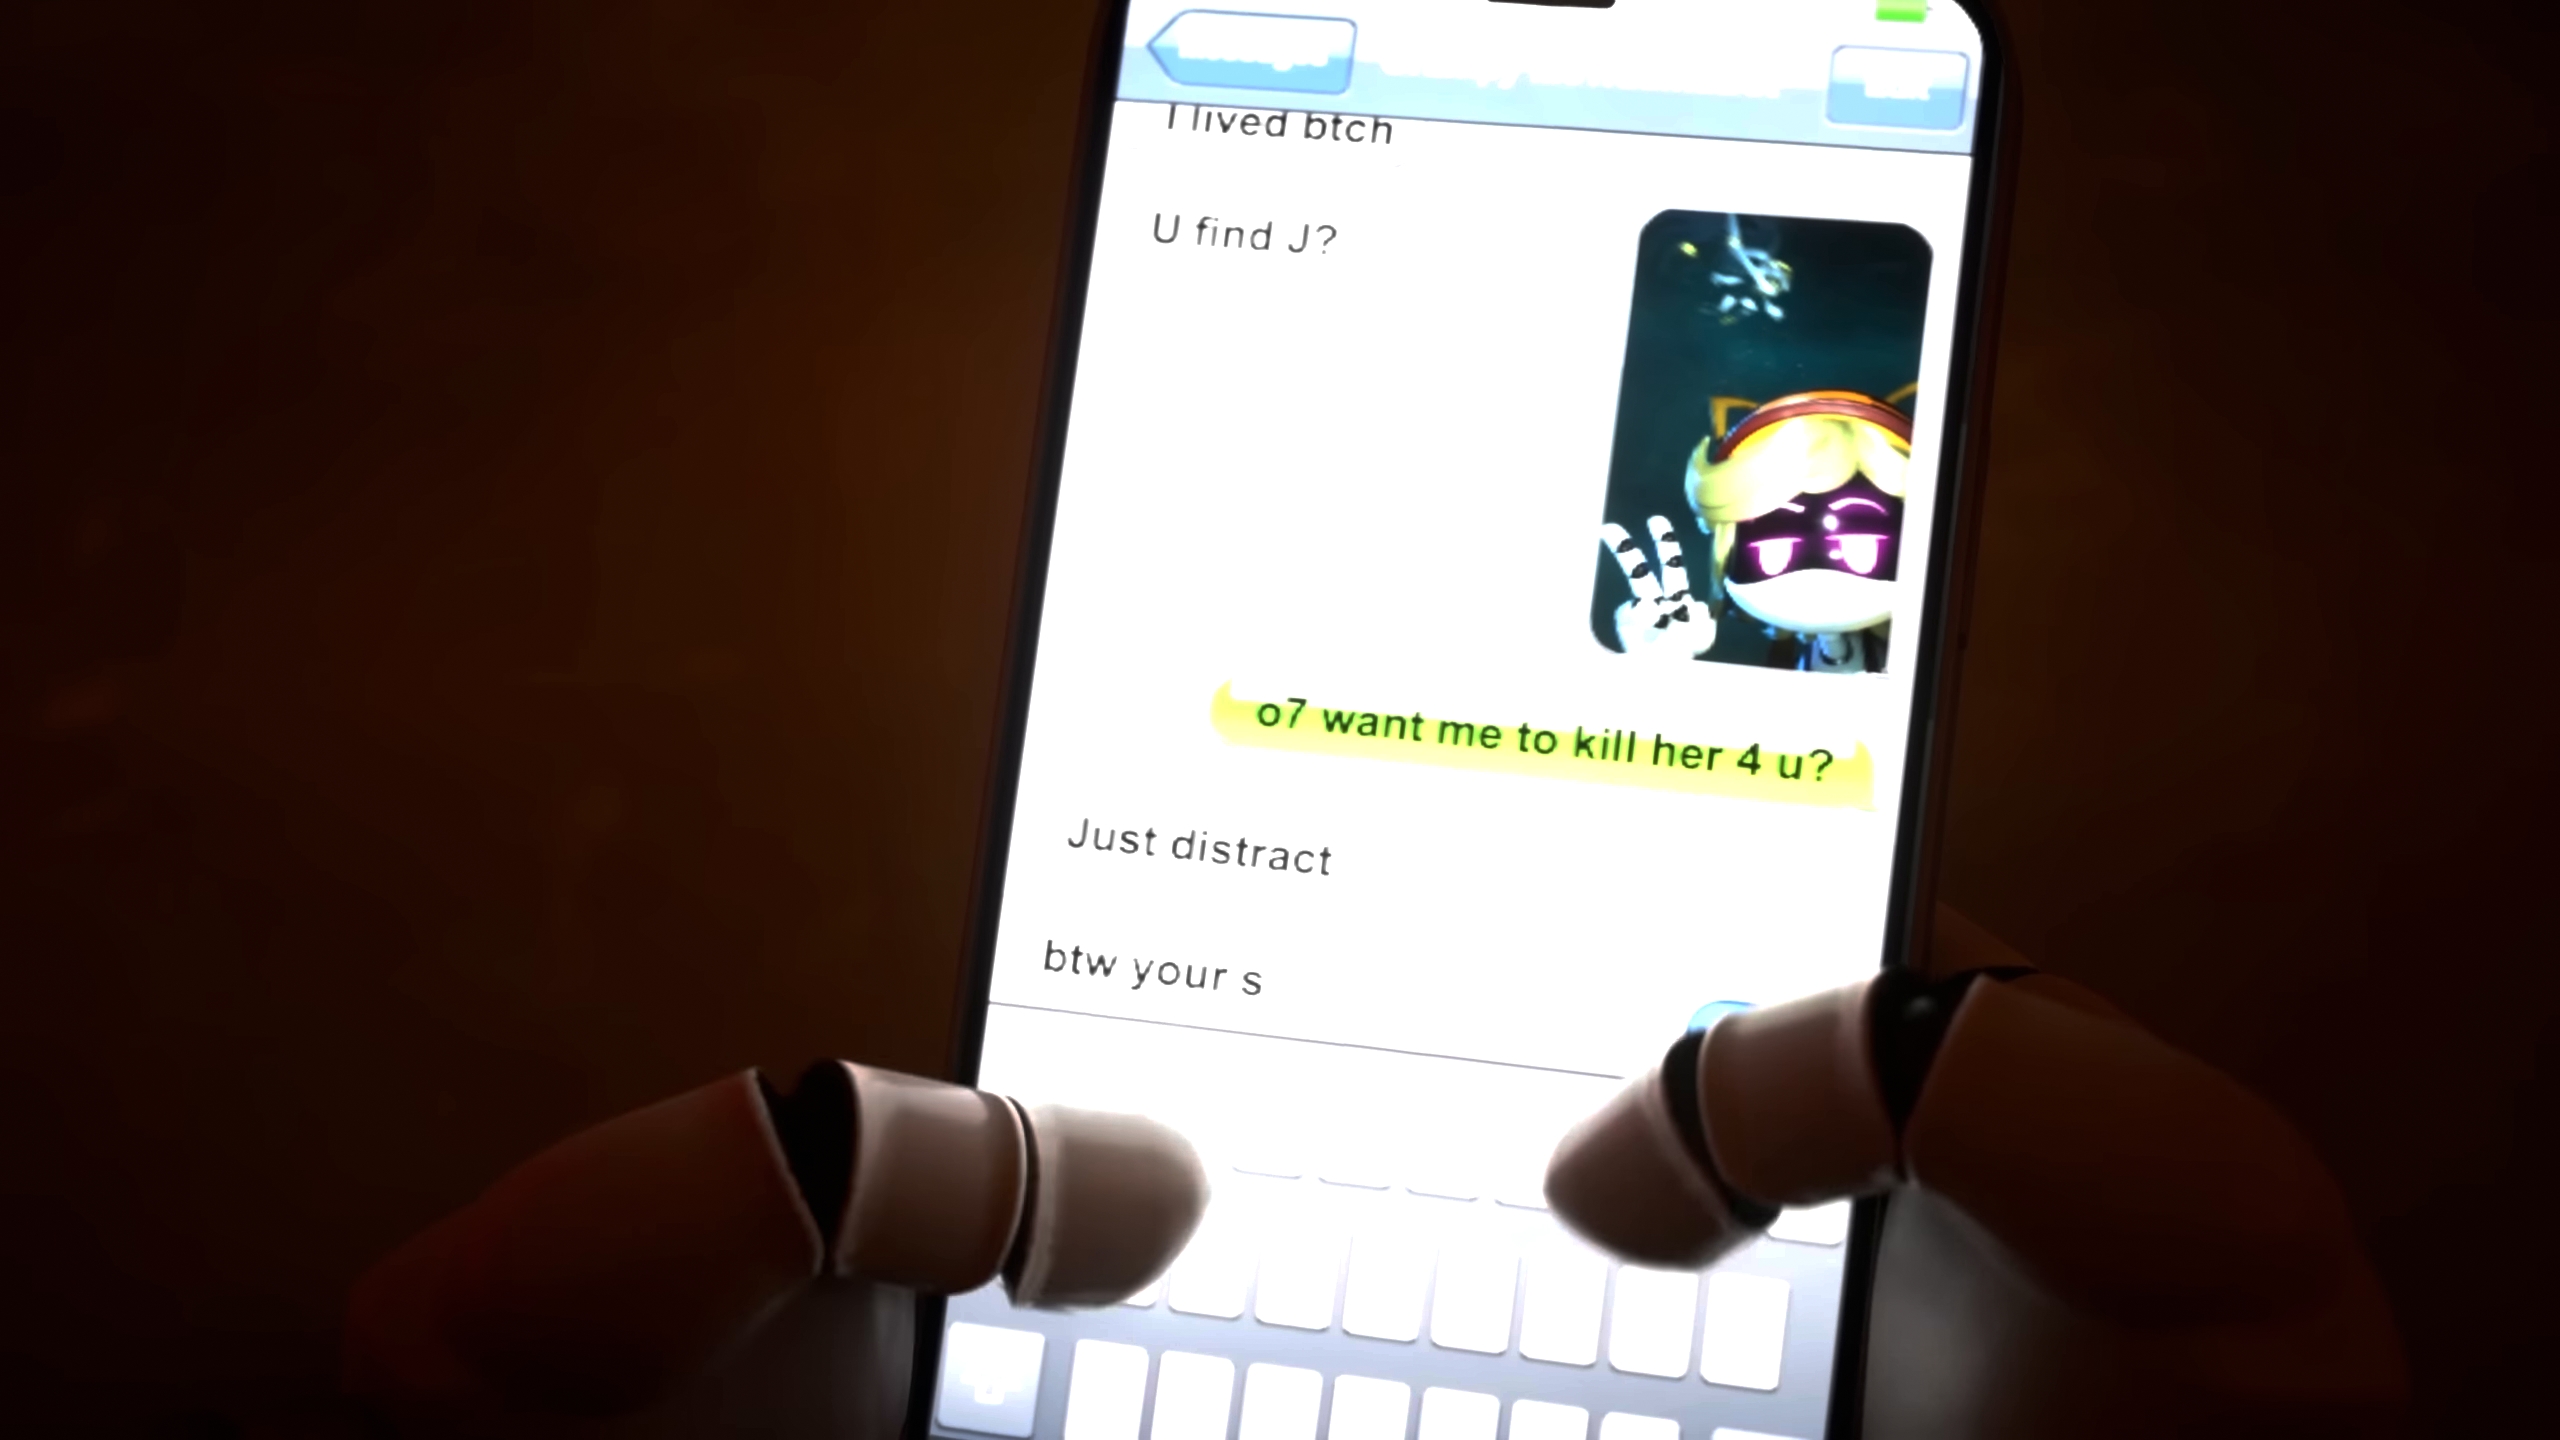 I lived btch
U find J?
o7 want me to kill her 4 u?
Just distract
btw your s